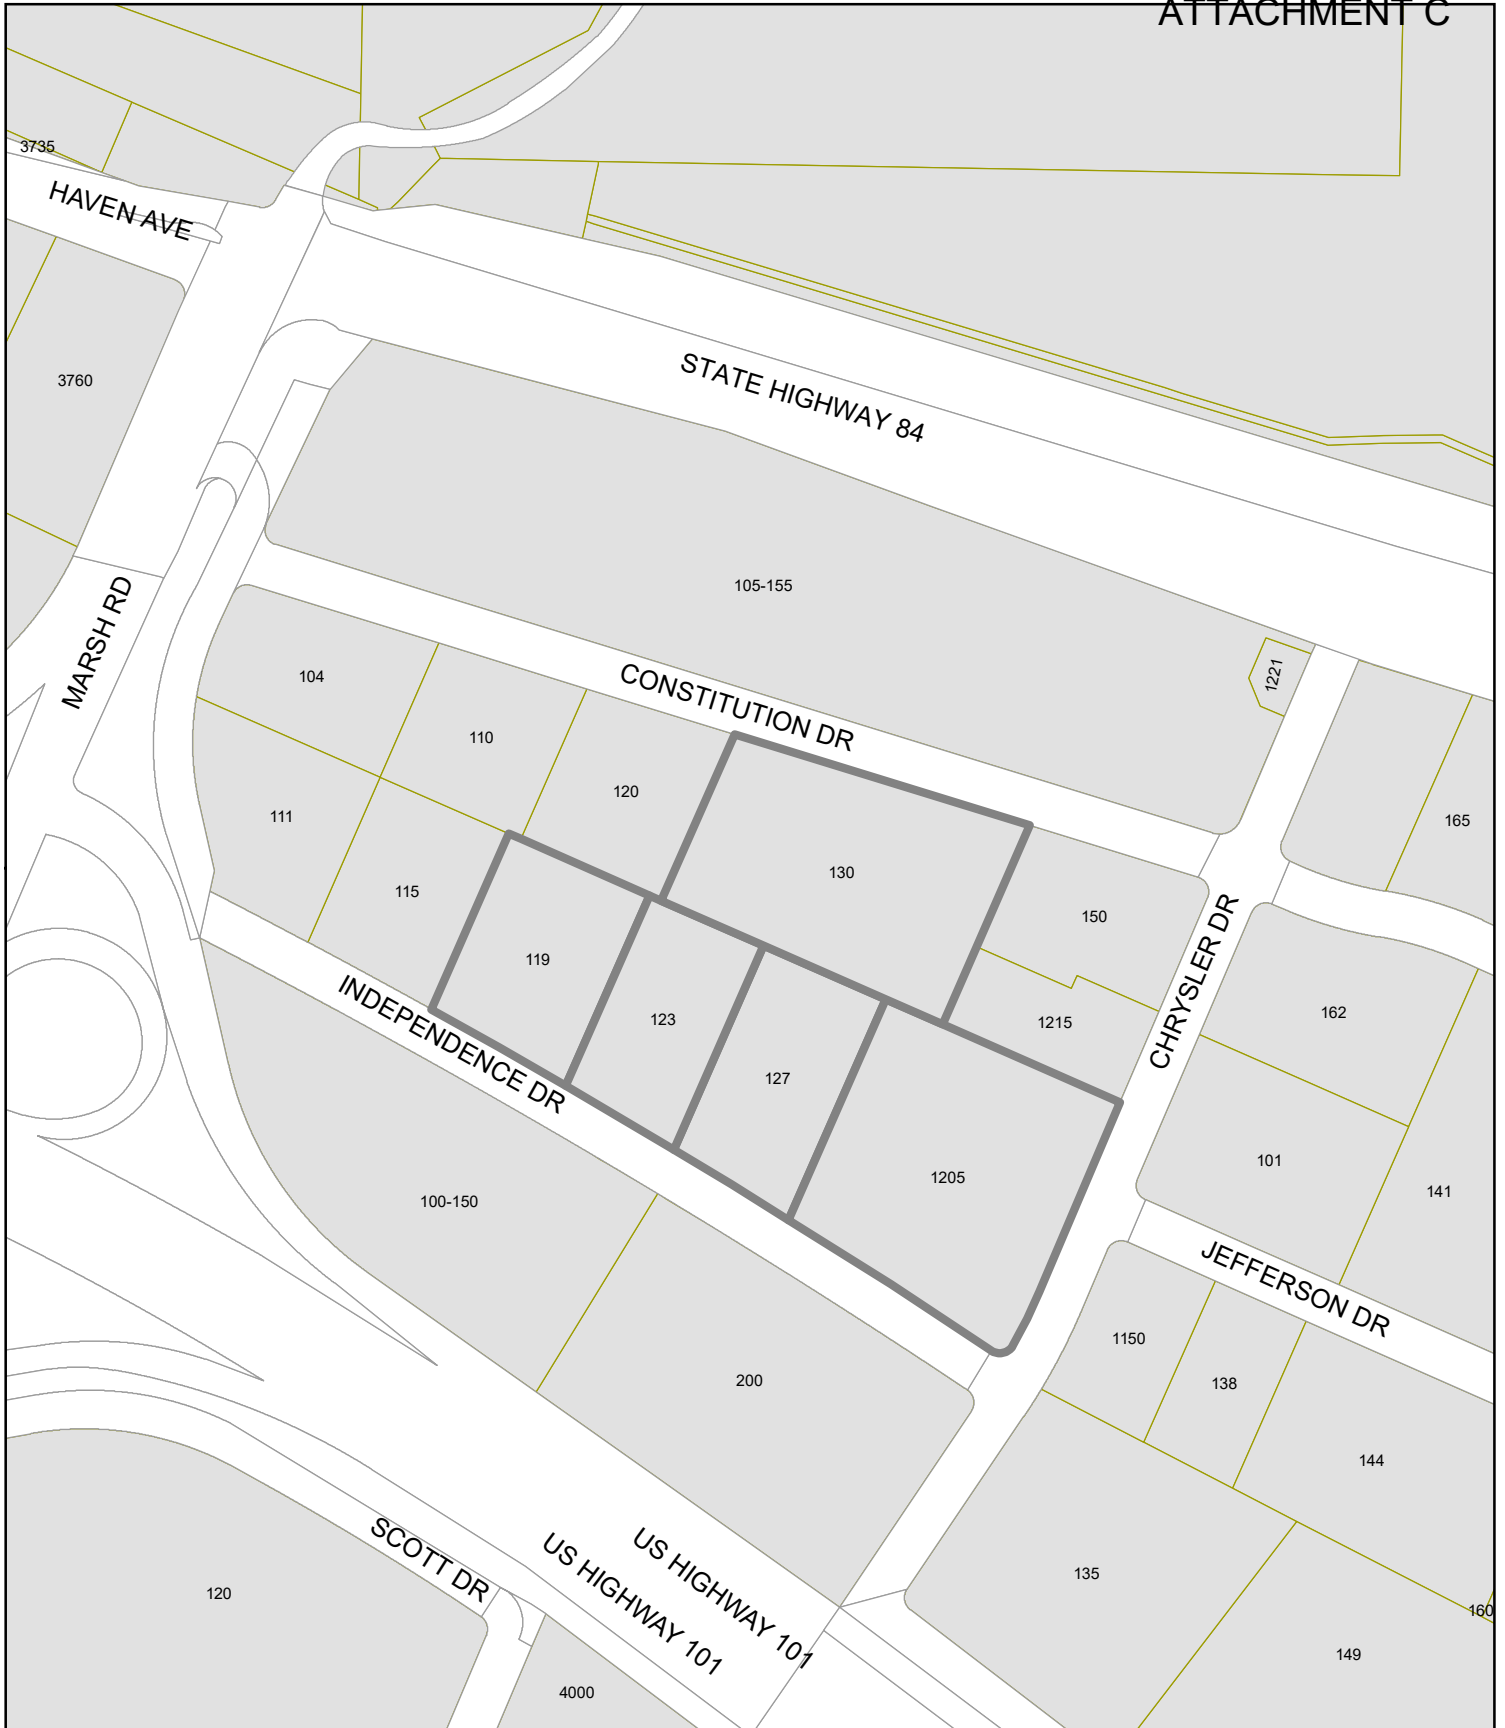 ATTACHMENT C
3735
HAVEN AVE
3760
STATE HIGHWAY 84
105-155
MARSH RD
1221
104
CONSTITUTION DR
110
120
165
111
130
115
150
CHRYSLER DR
119
162
INDEPENDENCE DR
123
1215
127
101
1205
141
100-150
JEFFERSON DR
1150
200
138
144
SCOTT DR
US HIGHWAY 101
US HIGHWAY 101
135
120
160
149
4000